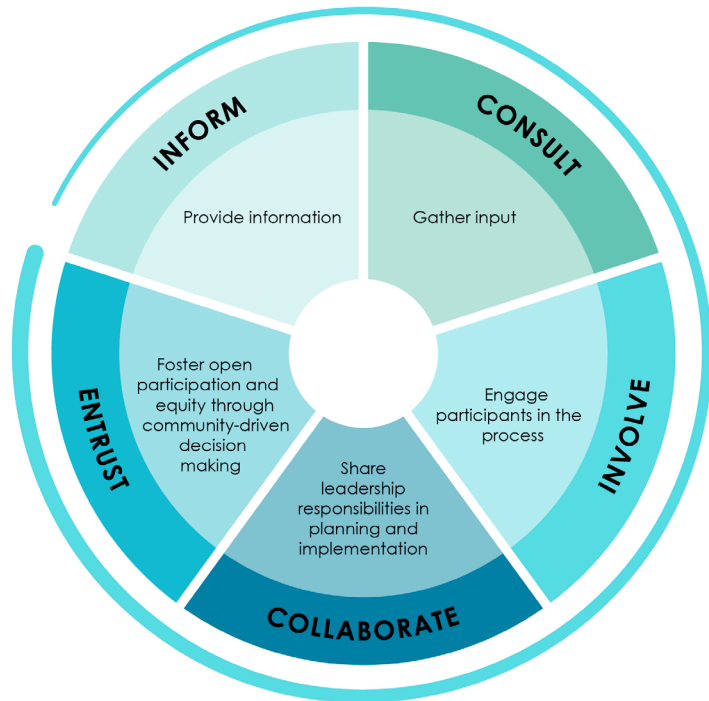 INFORM
Provide information
CONSULT
Gather input
INVOLVE
Engage
participants in the
process
COLLABORATE
Share
leadership
responsibilities in
planning and
implementation
ENTRUST
Foster open
participation and
equity through
community-driven
decision
making